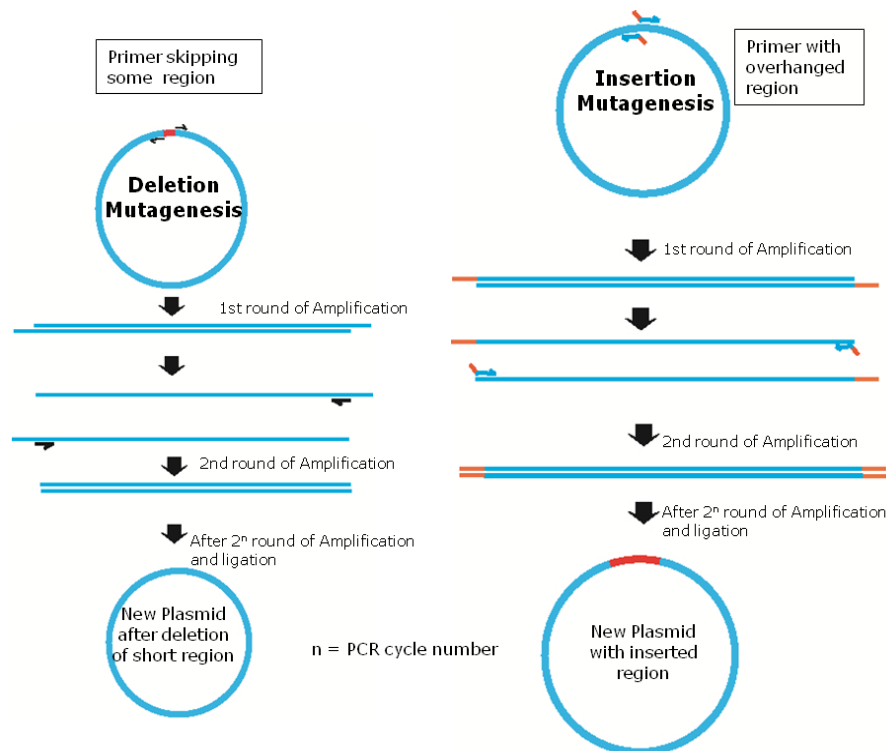 Primer skipping
some region
Deletion
Mutagenesis
1st round of Amplification
2nd round of Amplification
After 2ⁿ round of Amplification
and ligation
New Plasmid
after deletion
of short region
n = PCR cycle number
Primer with
overhanged
region
Insertion
Mutagenesis
1st round of Amplification
2nd round of Amplification
After 2ⁿ round of Amplification
and ligation
New Plasmid
with inserted
region